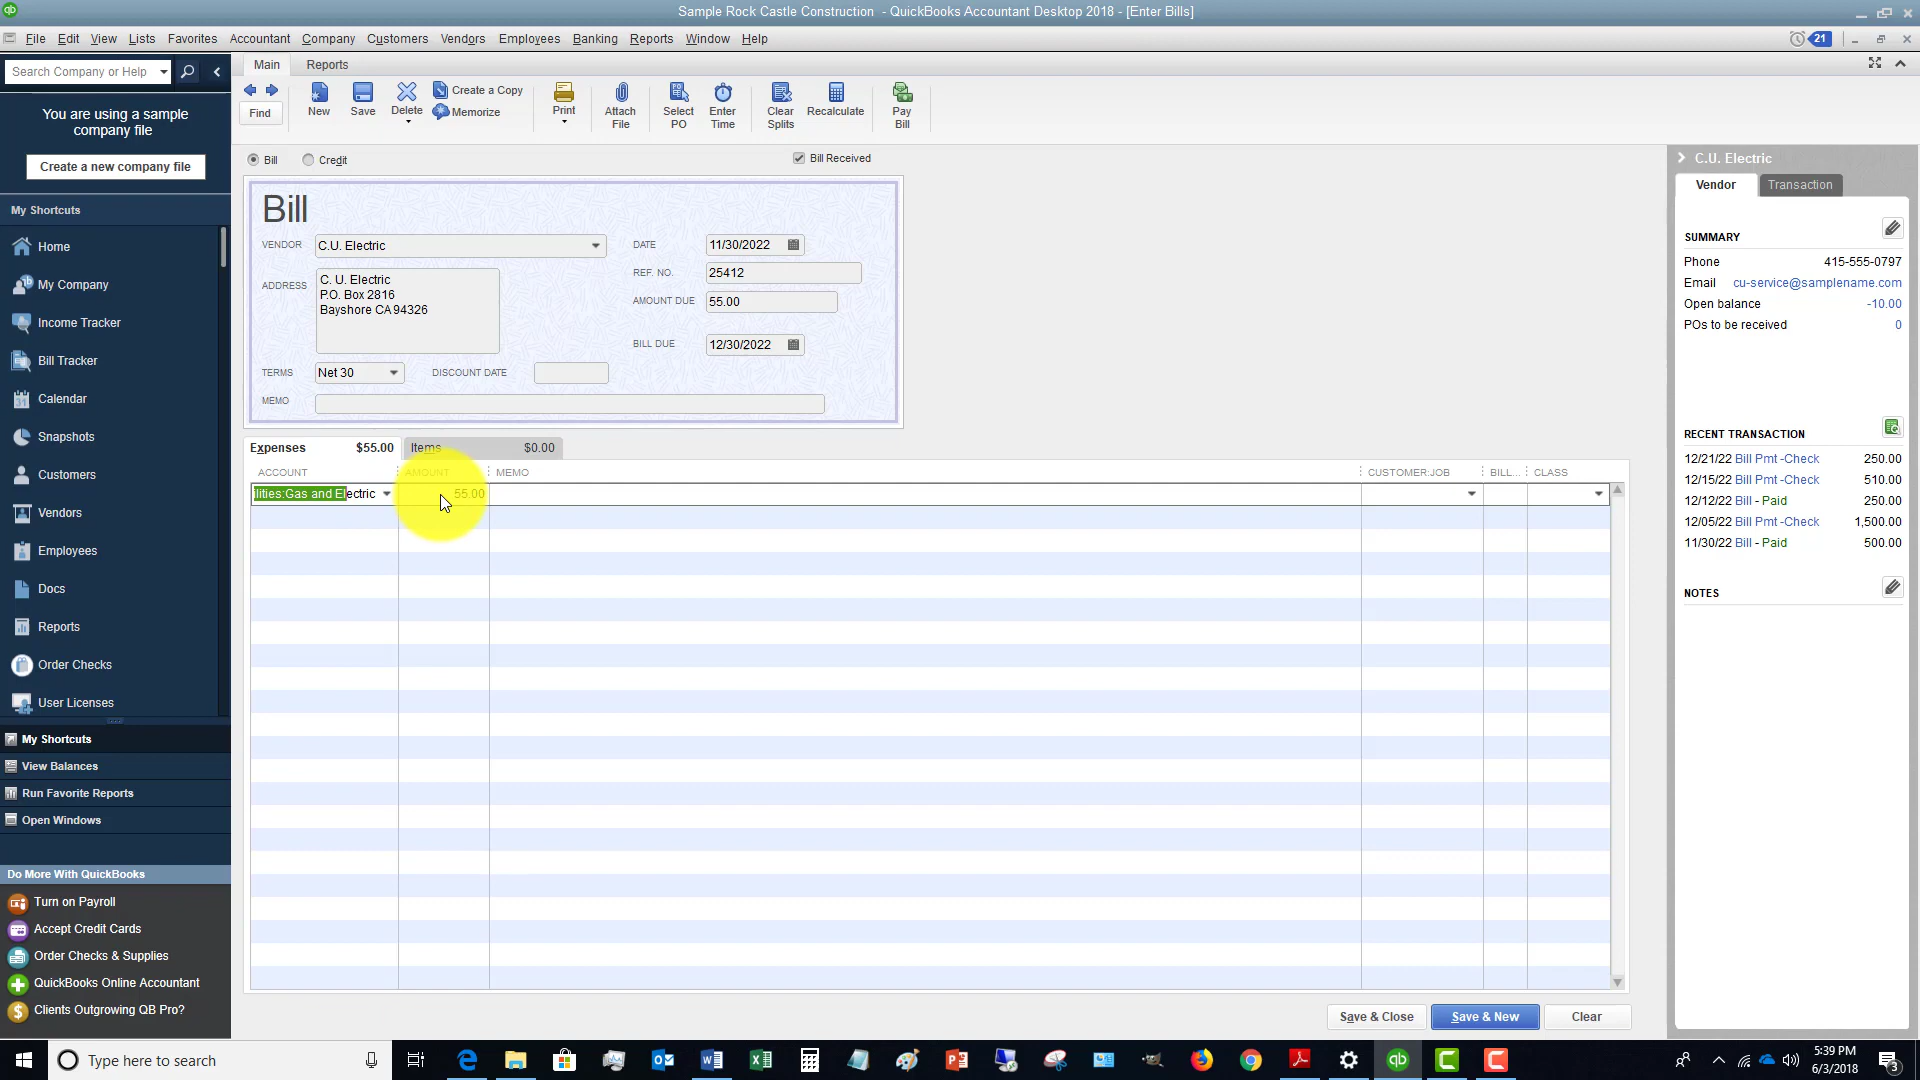 Sample Rock Castle Construction - QuickBooks Accountant Desktop 2018 - [Enter Bills]
File Edit View Lists Favorites Accountant Company Customers Vendors Employees Banking Reports Window Help
21
Search Company or Help
You are using a sample
company file
Create a new company file
My Shortcuts
Home
My Company
Income Tracker
Bill Tracker
Calendar
Snapshots
Customers
Vendors
Employees
Docs
Reports
Order Checks
User Licenses
My Shortcuts
View Balances
Run Favorite Reports
Open Windows
Do More With QuickBooks
Turn on Payroll
Accept Credit Cards
Order Checks & Supplies
QuickBooks Online Accountant
Clients Outgrowing QB Pro?
Main Reports
Find
New
Save
Delete
Create a Copy
Memorize
Print
Attach
File
Select
PO
Enter
Time
Clear
Splits
Recalculate
Pay
Bill
Bill Credit Bill Received
Bill
VENDOR C.U. Electric
DATE 11/30/2022
ADDRESS
C. U. Electric
P.O. Box 2816
Bayshore CA 94326
REF. NO. 25412
AMOUNT DUE 55.00
BILL DUE 12/30/2022
TERMS Net 30 DISCOUNT DATE
MEMO
Expenses $55.00 Items $0.00
ACCOUNT AMOUNT MEMO CUSTOMER:JOB BILL... CLASS
ilities:Gas and Electric 55.00
Save & Close Save & New Clear
C.U. Electric
Vendor Transaction
SUMMARY
Phone 415-555-0797
Email cu-service@samplename.com
Open balance -10.00
POs to be received 0
RECENT TRANSACTION
12/21/22 Bill Pmt -Check 250.00
12/15/22 Bill Pmt -Check 510.00
12/12/22 Bill - Paid 250.00
12/05/22 Bill Pmt -Check 1,500.00
11/30/22 Bill - Paid 500.00
NOTES
Type here to search
5:39 PM
6/3/2018
3